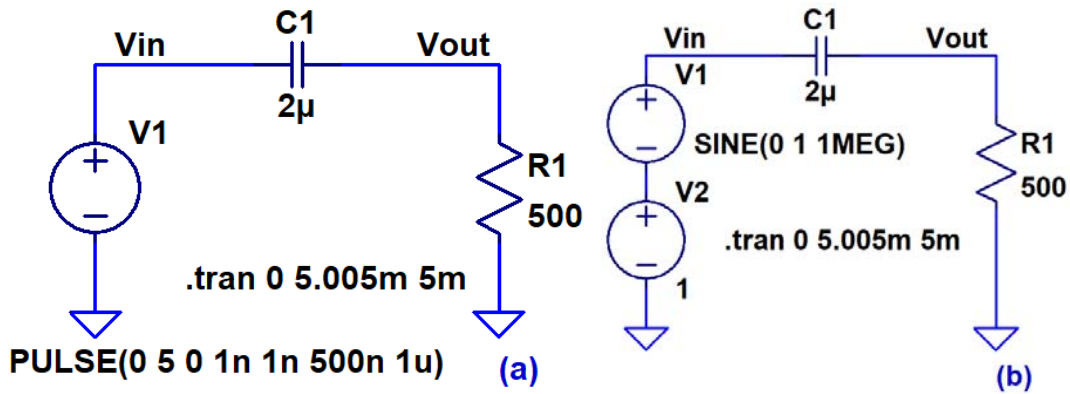 C1
Vin
Vout
2µ
V1
R1
500
.tran 0 5.005m 5m
PULSE(0 5 0 1n 1n 500n 1u)
(a)
C1
Vin
Vout
V1
2µ
SINE(0 1 1MEG)
R1
500
V2
.tran 0 5.005m 5m
1
(b)